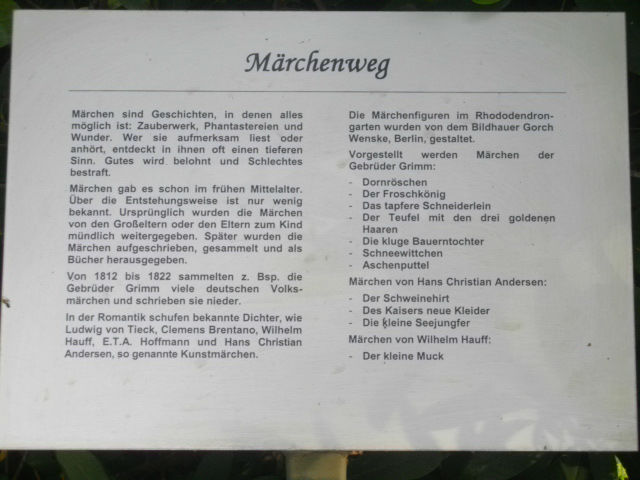 Märchenweg
Märchen sind Geschichten, in denen alles
möglich ist: Zauberwerk, Phantastereien und
Wunder. Wer sie aufmerksam liest oder
anhört, entdeckt in ihnen oft einen tieferen
Sinn. Gutes wird belohnt und Schlechtes
bestraft.
Märchen gab es schon im frühen Mittelalter.
Über die Entstehungsweise ist nur wenig
bekannt. Ursprünglich wurden die Märchen
von den Großeltern oder den Eltern zum Kind
mündlich weitergegeben. Später wurden die
Märchen aufgeschrieben, gesammelt und als
Bücher herausgegeben.
Von 1812 bis 1822 sammelten z. Bsp. die
Gebrüder Grimm viele deutschen Volks-
märchen und schrieben sie nieder.
In der Romantik schufen bekannte Dichter, wie
Ludwig von Tieck, Clemens Brentano, Wilhelm
Hauff, E.T.A. Hoffmann und Hans Christian
Andersen, so genannte Kunstmärchen.
Die Märchenfiguren im Rhododendron-
garten wurden von dem Bildhauer Gorch
Wenske, Berlin, gestaltet.
Vorgestellt werden Märchen der
Gebrüder Grimm:
- Dornröschen
- Der Froschkönig
- Das tapfere Schneiderlein
- Der Teufel mit den drei goldenen
Haaren
- Die kluge Bauerntochter
- Schneewittchen
- Aschenputtel
Märchen von Hans Christian Andersen:
- Der Schweinehirt
- Des Kaisers neue Kleider
- Die kleine Seejungfer
Märchen von Wilhelm Hauff:
- Der kleine Muck